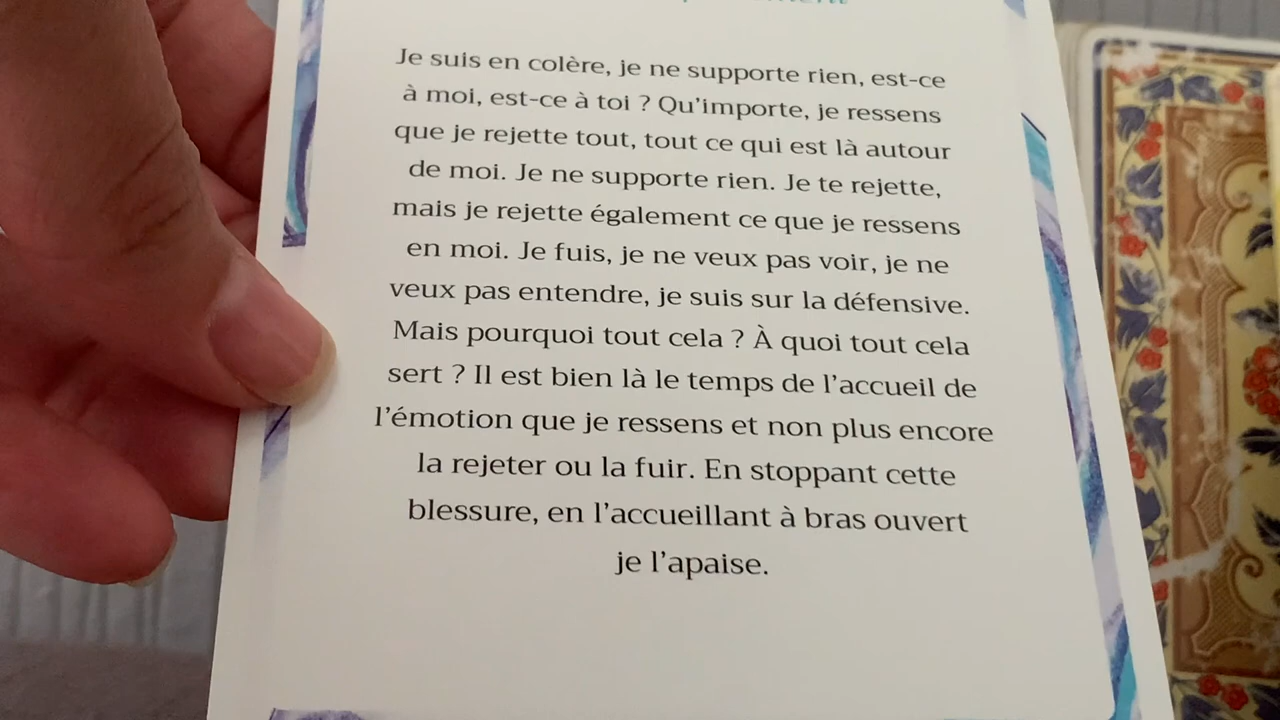 Je suis en colère, je ne supporte rien, est-ce
à moi, est-ce à toi ? Qu'importe, je ressens
que je rejette tout, tout ce qui est là autour
de moi. Je ne supporte rien. Je te rejette,
mais je rejette également ce que je ressens
en moi. Je fuis, je ne veux pas voir, je ne
veux pas entendre, je suis sur la défensive.
Mais pourquoi tout cela ? À quoi tout cela
sert ? Il est bien là le temps de l'accueil de
l'émotion que je ressens et non plus encore
la rejeter ou la fuir. En stoppant cette
blessure, en l'accueillant à bras ouvert
je l'apaise.